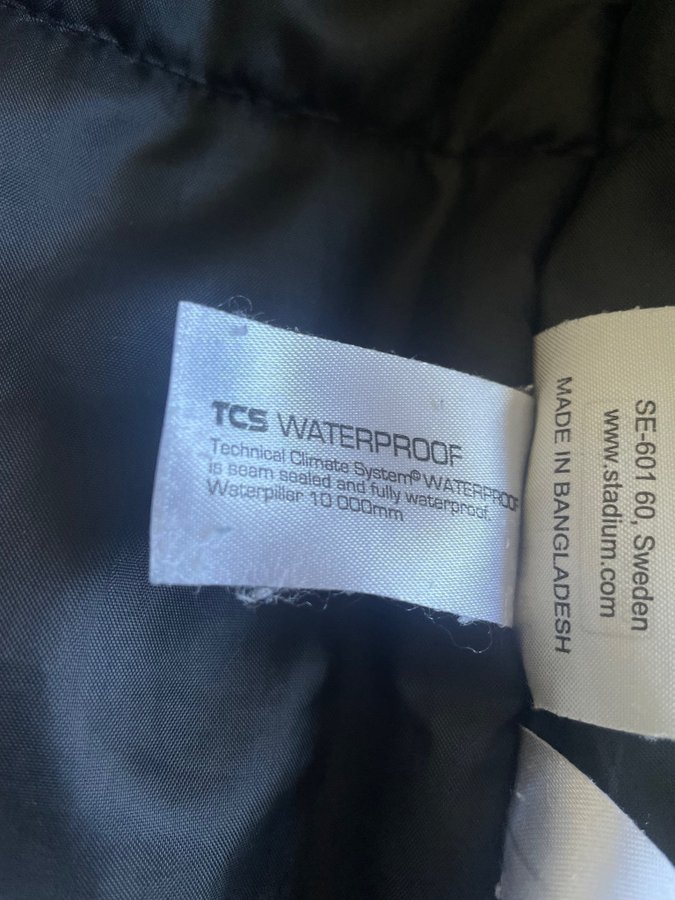 TCS WATERPROOF
Technical Climate System® WATERPROOF
is seam sealed and fully waterproof.
Waterpillar 10 000mm
SE-601 60, Sweden
www.stadium.com
MADE IN BANGLADESH